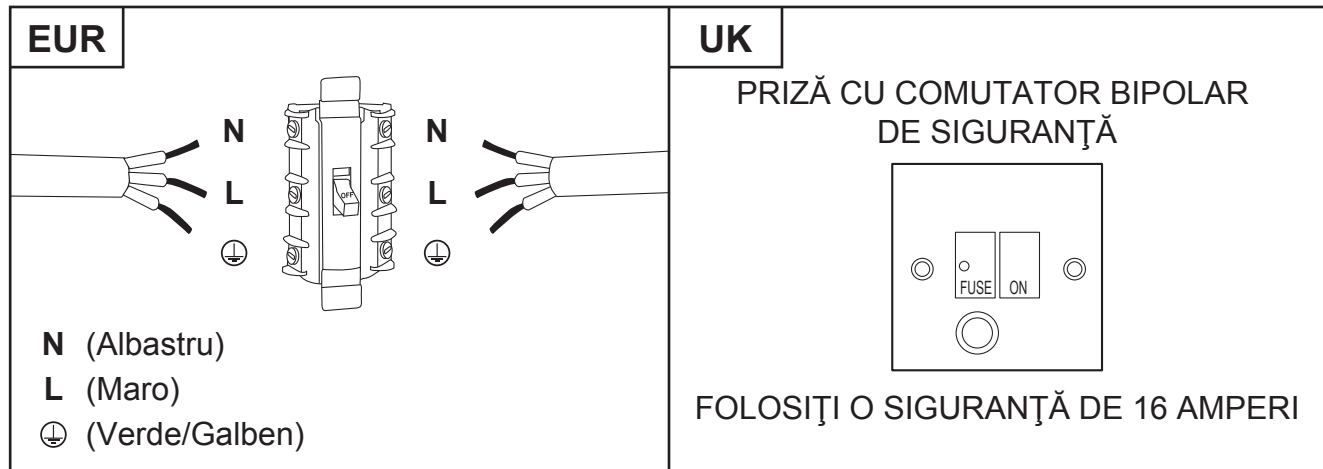 EUR
N
L
OFF
N
L
N (Albastru)
L (Maro)
(Verde/Galben)
UK
PRIZĂ CU COMUTATOR BIPOLAR
DE SIGURANŢĂ
FUSE ON
FOLOSIŢI O SIGURANŢĂ DE 16 AMPERI